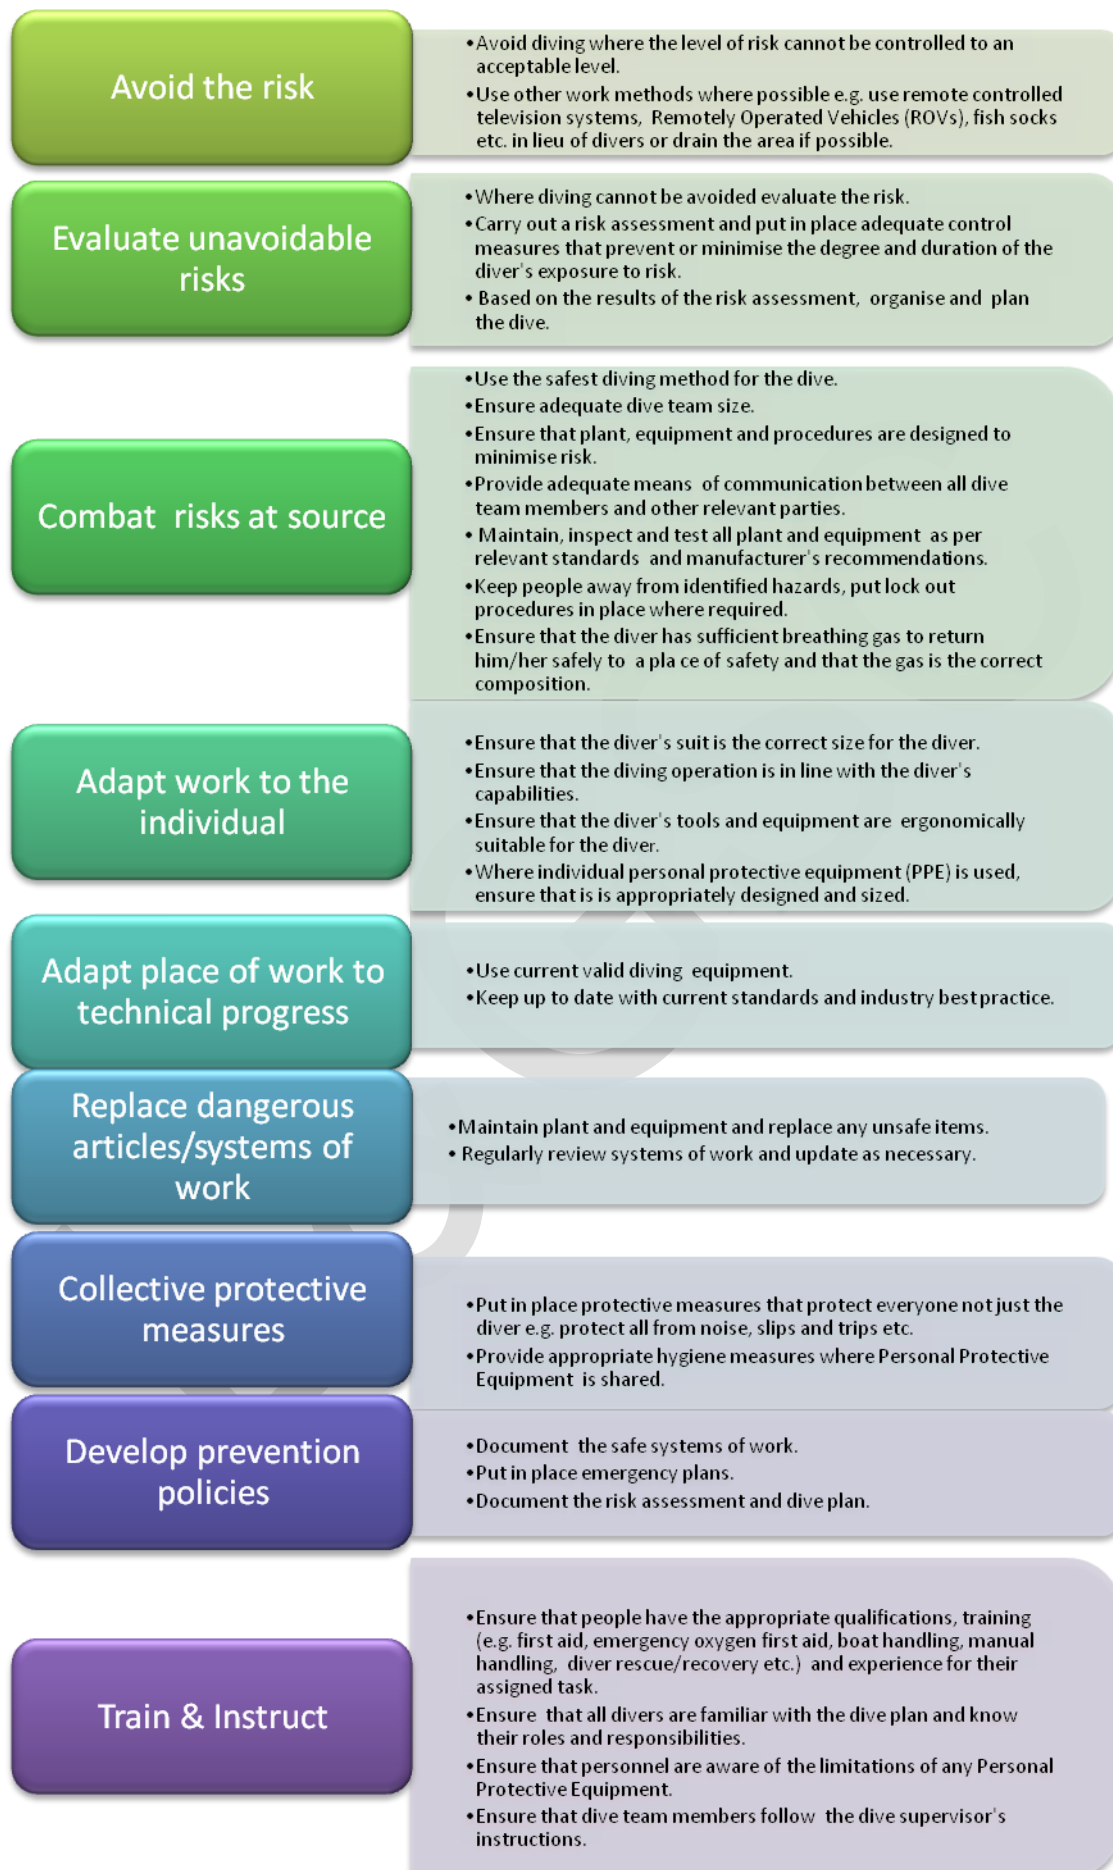 Avoid the risk
•Avoid diving where the level of risk cannot be controlled to an
acceptable level.
•Use other work methods where possible e.g. use remote controlled
television systems, Remotely Operated Vehicles (ROVs), fish socks
etc. in lieu of divers or drain the area if possible.
Evaluate unavoidable
risks
•Where diving cannot be avoided evaluate the risk.
•Carry out a risk assessment and put in place adequate control
measures that prevent or minimise the degree and duration of the
diver's exposure to risk.
• Based on the results of the risk assessment, organise and plan
the dive.
Combat risks at source
•Use the safest diving method for the dive.
•Ensure adequate dive team size.
•Ensure that plant, equipment and procedures are designed to
minimise risk.
•Provide adequate means of communication between all dive
team members and other relevant parties.
• Maintain, inspect and test all plant and equipment as per
relevant standards and manufacturer's recommendations.
•Keep people away from identified hazards, put lock out
procedures in place where required.
•Ensure that the diver has sufficient breathing gas to return
him/her safely to a place of safety and that the gas is the correct
composition.
Adapt work to the
individual
•Ensure that the diver's suit is the correct size for the diver.
•Ensure that the diving operation is in line with the diver's
capabilities.
•Ensure that the diver's tools and equipment are ergonomically
suitable for the diver.
•Where individual personal protective equipment (PPE) is used,
ensure that is is appropriately designed and sized.
Adapt place of work to
technical progress
•Use current valid diving equipment.
•Keep up to date with current standards and industry best practice.
Replace dangerous
articles/systems of
work
•Maintain plant and equipment and replace any unsafe items.
• Regularly review systems of work and update as necessary.
Collective protective
measures
•Put in place protective measures that protect everyone not just the
diver e.g. protect all from noise, slips and trips etc.
•Provide appropriate hygiene measures where Personal Protective
Equipment is shared.
Develop prevention
policies
•Document the safe systems of work.
•Put in place emergency plans.
•Document the risk assessment and dive plan.
Train & Instruct
•Ensure that people have the appropriate qualifications, training
(e.g. first aid, emergency oxygen first aid, boat handling, manual
handling, diver rescue/recovery etc.) and experience for their
assigned task.
•Ensure that all divers are familiar with the dive plan and know
their roles and responsibilities.
•Ensure that personnel are aware of the limitations of any Personal
Protective Equipment.
•Ensure that dive team members follow the dive supervisor's
instructions.